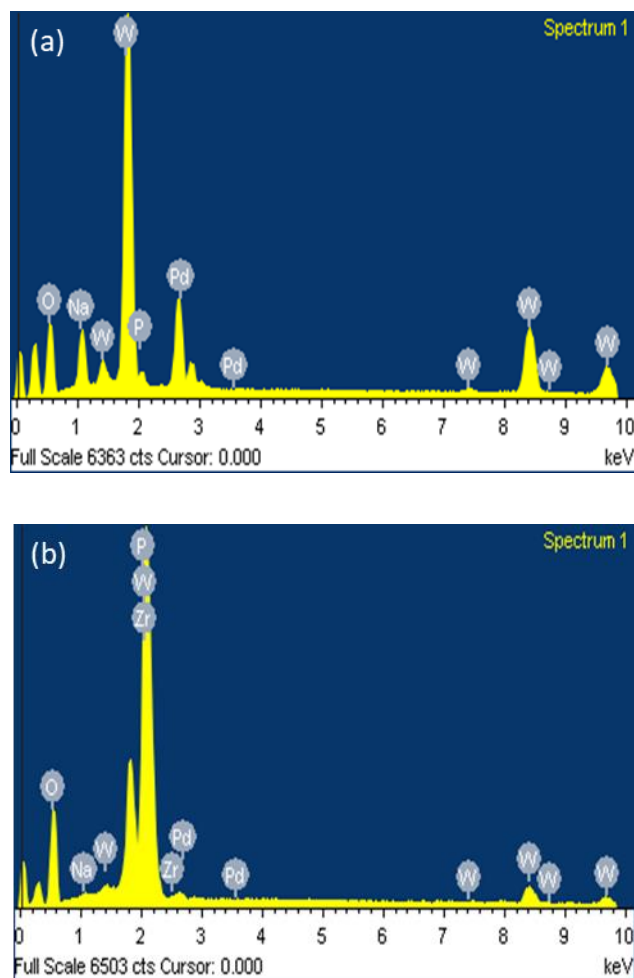 (a)
Spectrum 1
W
Pd
O
Na
P
W
Pd
W
W
W
W
0 1 2 3 4 5 6 7 8 9 10
Full Scale 6363 cts Cursor: 0.000 keV
(b)
Spectrum 1
P
W
Zr
O
Pd
W
Na
Zr
Pd
W
W
W
W
0 1 2 3 4 5 6 7 8 9 10
Full Scale 6503 cts Cursor: 0.000 keV